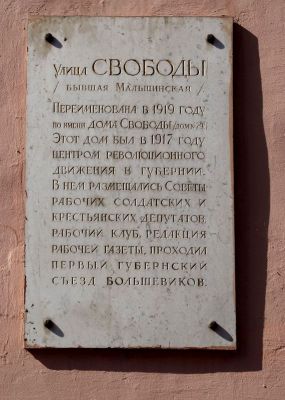 улица СВОБОДЫ
/ бывшая Малышинская /
Переименована в 1919 году
по имени Дома Свободы /дом
Этот дом был в 1917 году
центром революционного
движения в губернии.
В нем размещались Советы
рабочих солдатских и
крестьянских депутатов,
рабочий клуб, редакция
рабочей газеты, проходил
первый губернский
съезд большевиков.